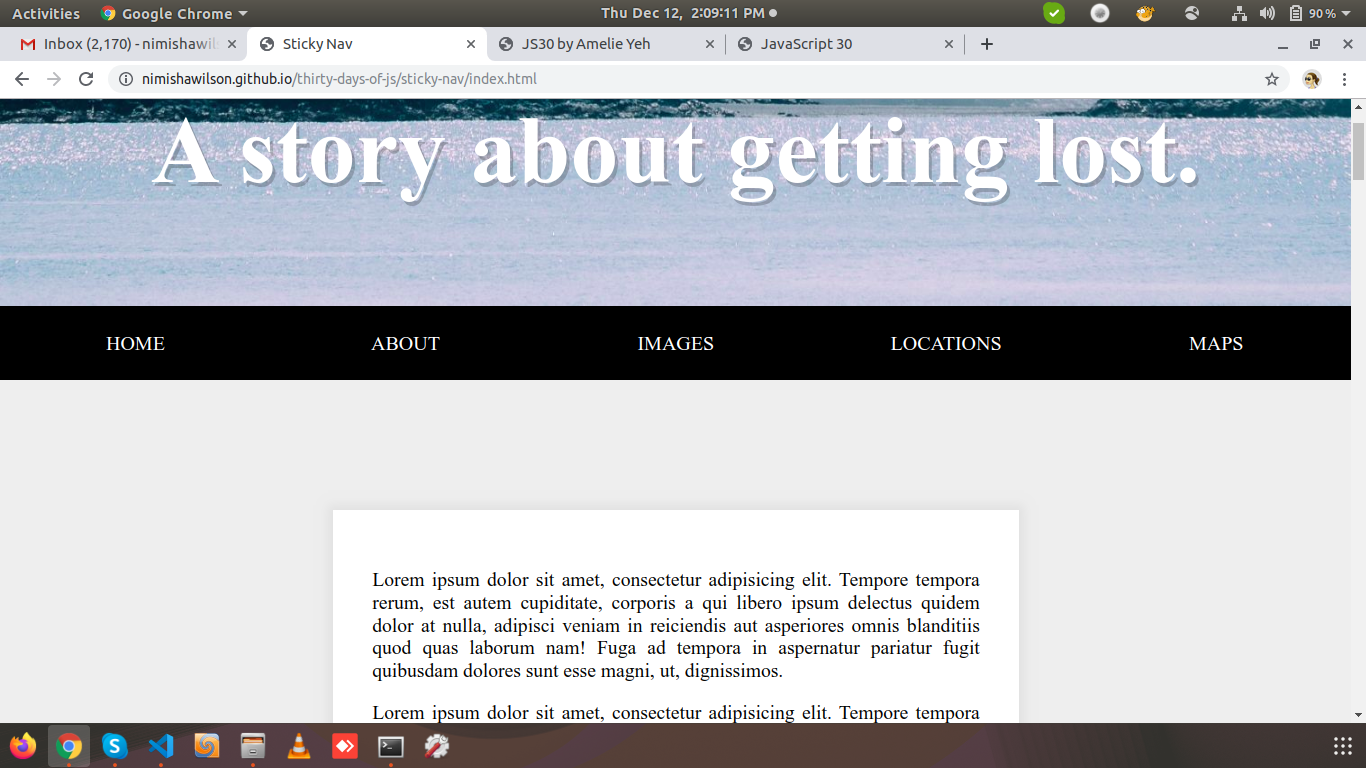 Activities Google Chrome Thu Dec 12, 2:09:11 PM 90 %
Inbox (2,170) - nimishawils Sticky Nav JS30 by Amelie Yeh JavaScript 30
nimishawilson.github.io/thirty-days-of-js/sticky-nav/index.html
A story about getting lost.
HOME ABOUT IMAGES LOCATIONS MAPS
Lorem ipsum dolor sit amet, consectetur adipisicing elit. Tempore tempora
rerum, est autem cupiditate, corporis a qui libero ipsum delectus quidem
dolor at nulla, adipisci veniam in reiciendis aut asperiores omnis blanditiis
quod quas laborum nam! Fuga ad tempora in aspernatur pariatur fugit
quibusdam dolores sunt esse magni, ut, dignissimos.
Lorem ipsum dolor sit amet, consectetur adipisicing elit. Tempore tempora